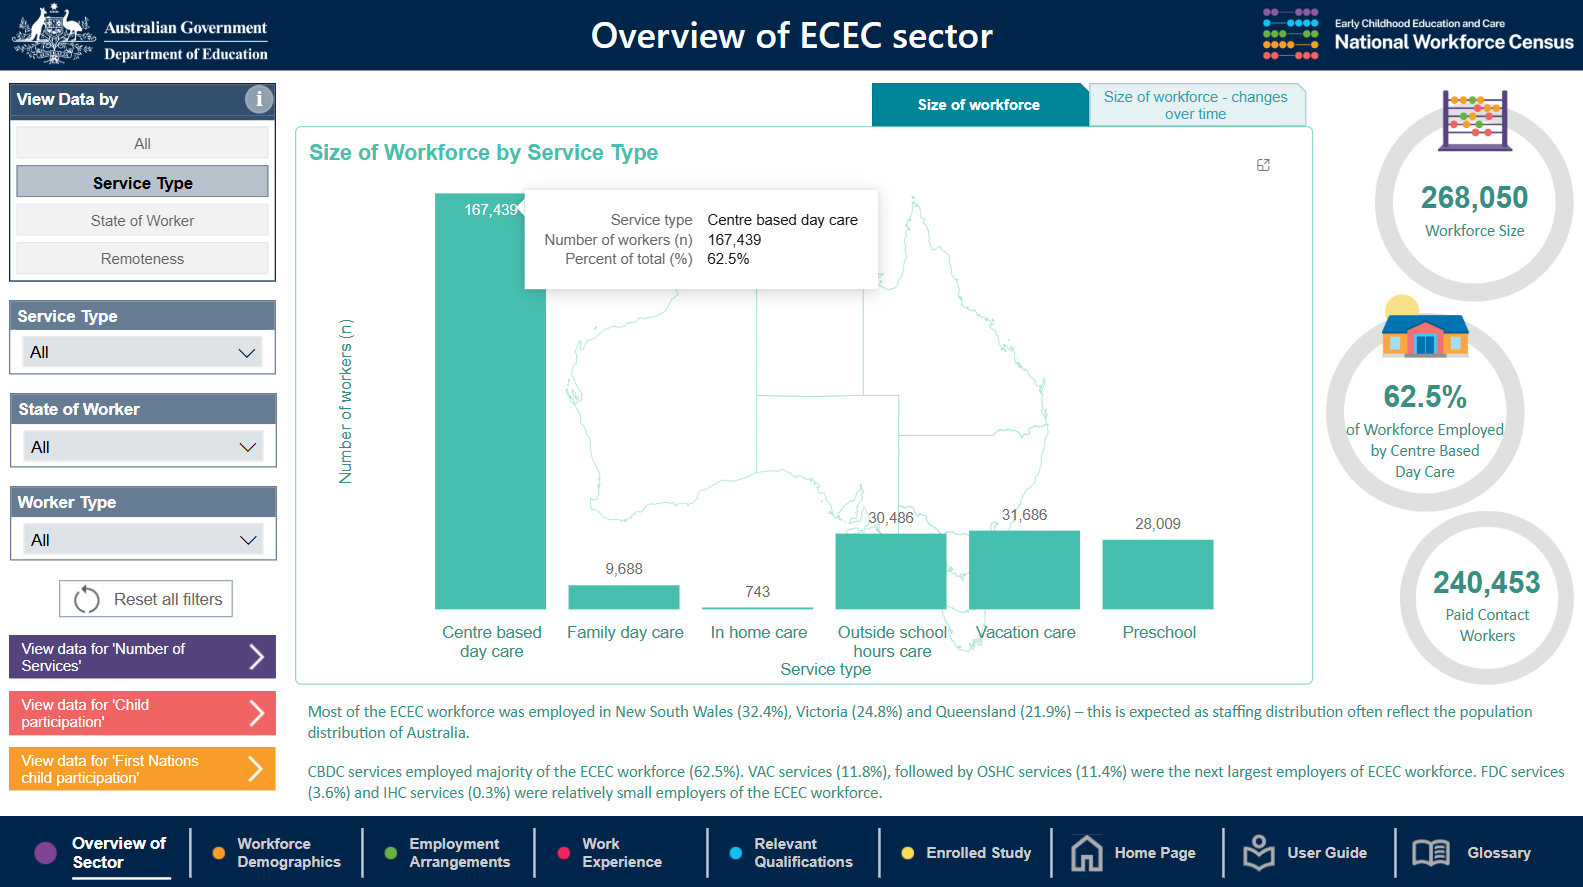 Australian Government
Department of Education
Overview of ECEC sector
Early Childhood Education and Care
National Workforce Census
View Data by
i
All
Service Type
State of Worker
Remoteness
Service Type
All
State of Worker
All
Worker Type
All
Reset all filters
View data for 'Number of
Services'
View data for 'Child
participation'
View data for 'First Nations
child participation'
Size of workforce
Size of workforce - changes
over time
Size of Workforce by Service Type
Number of workers (n)
167,439
Service type Centre based day care
Number of workers (n) 167,439
Percent of total (%) 62.5%
9,688
743
30,486
31,686
28,009
Centre based
day care
Family day care
In home care
Outside school
hours care
Vacation care
Preschool
Service type
268,050
Workforce Size
62.5%
of Workforce Employed
by Centre Based
Day Care
240,453
Paid Contact
Workers
Most of the ECEC workforce was employed in New South Wales (32.4%), Victoria (24.8%) and Queensland (21.9%) – this is expected as staffing distribution often reflect the population
distribution of Australia.
CBDC services employed majority of the ECEC workforce (62.5%). VAC services (11.8%), followed by OSHC services (11.4%) were the next largest employers of ECEC workforce. FDC services
(3.6%) and IHC services (0.3%) were relatively small employers of the ECEC workforce.
Overview of
Sector
Workforce
Demographics
Employment
Arrangements
Work
Experience
Relevant
Qualifications
Enrolled Study
Home Page
User Guide
Glossary